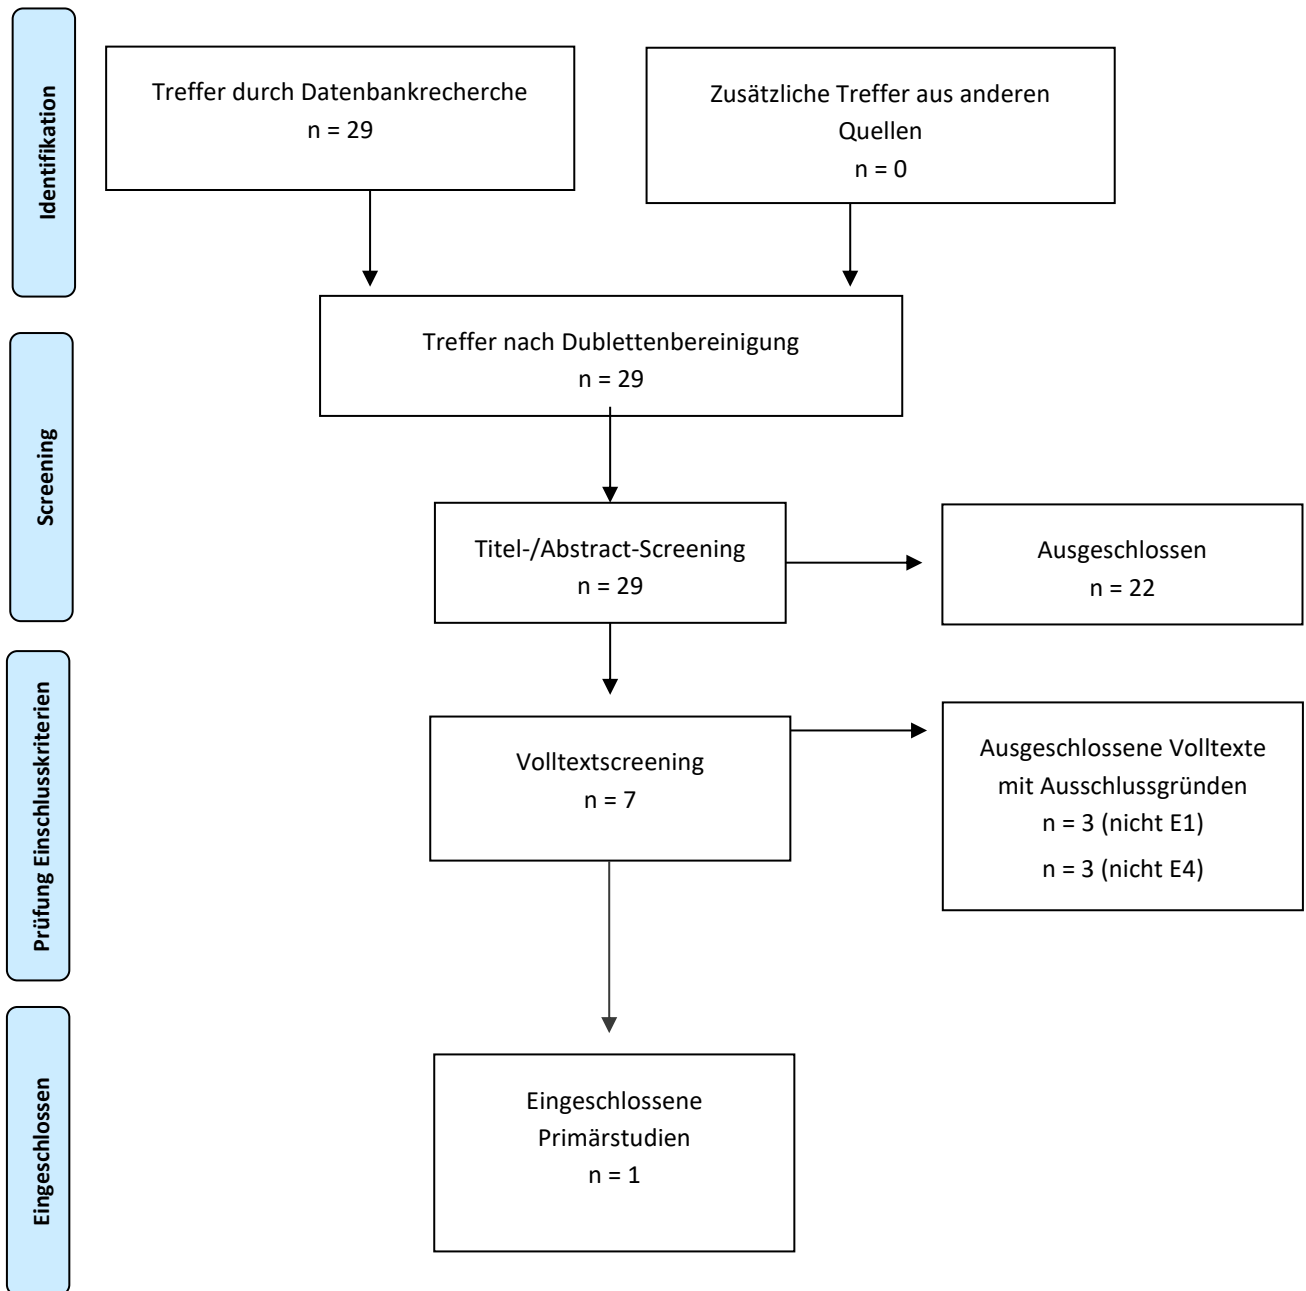 Identifikation
Treffer durch Datenbankrecherche
n = 29
Zusätzliche Treffer aus anderen
Quellen
n = 0
Screening
Treffer nach Dublettenbereinigung
n = 29
Titel-/Abstract-Screening
n = 29
Ausgeschlossen
n = 22
Prüfung Einschlusskriterien
Volltextscreening
n = 7
Ausgeschlossene Volltexte
mit Ausschlussgründen
n = 3 (nicht E1)
n = 3 (nicht E4)
Eingeschlossen
Eingeschlossene
Primärstudien
n = 1